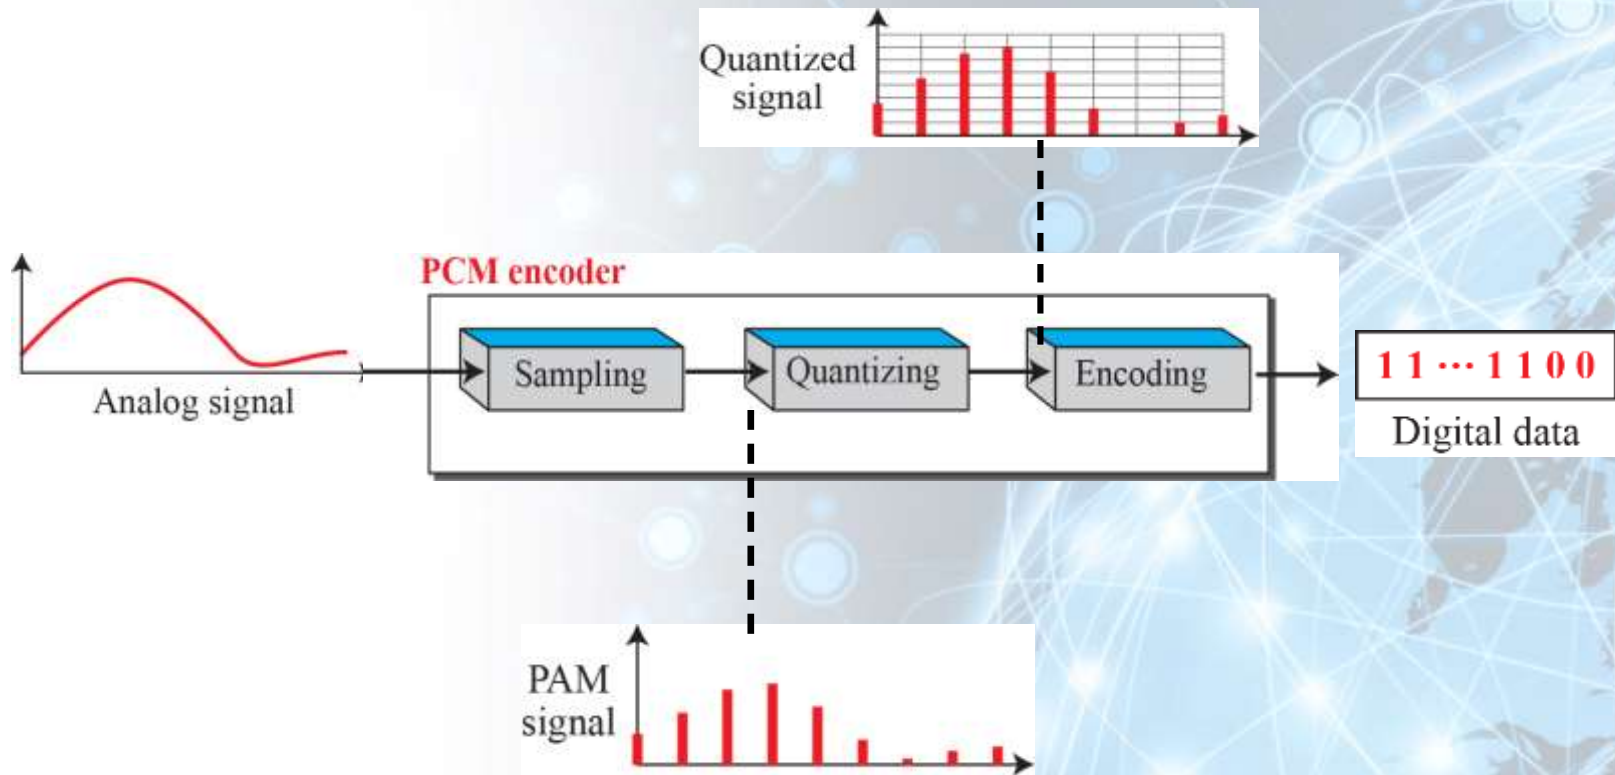 Quantized
signal
PCM encoder
Sampling
Quantizing
Encoding
Analog signal
1 1 ··· 1 1 0 0
Digital data
PAM
signal